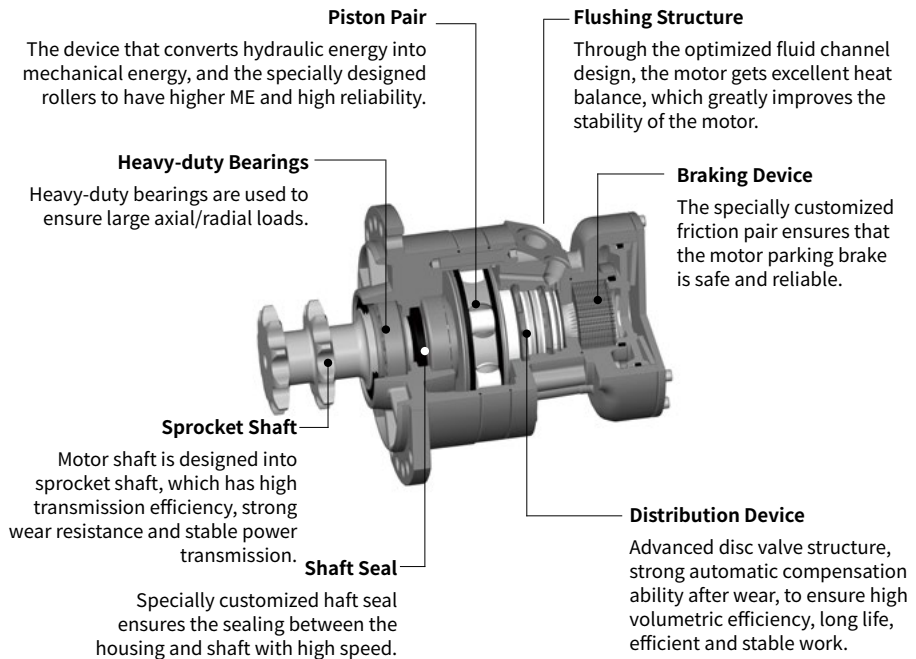 Piston Pair
The device that converts hydraulic energy into
mechanical energy, and the specially designed
rollers to have higher ME and high reliability.
Flushing Structure
Through the optimized fluid channel
design, the motor gets excellent heat
balance, which greatly improves the
stability of the motor.
Heavy-duty Bearings
Heavy-duty bearings are used to
ensure large axial/radial loads.
Braking Device
The specially customized
friction pair ensures that
the motor parking brake
is safe and reliable.
Sprocket Shaft
Motor shaft is designed into
sprocket shaft, which has high
transmission efficiency, strong
wear resistance and stable power
transmission.
Shaft Seal
Specially customized haft seal
ensures the sealing between the
housing and shaft with high speed.
Distribution Device
Advanced disc valve structure,
strong automatic compensation
ability after wear, to ensure high
volumetric efficiency, long life,
efficient and stable work.